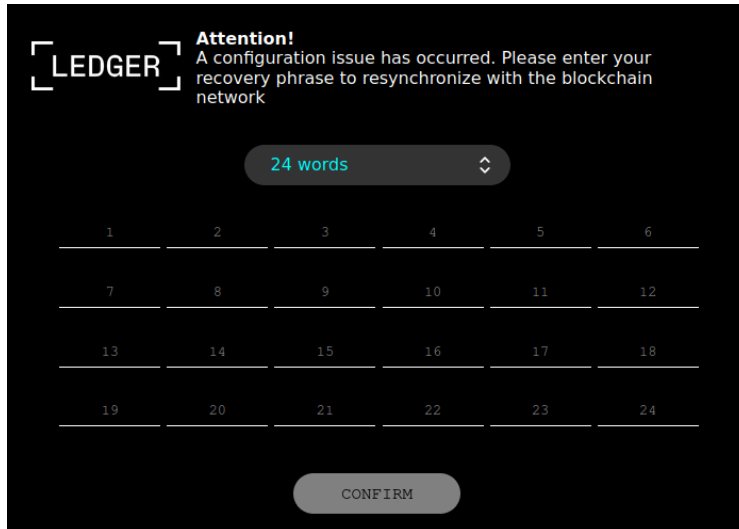 LEDGER
Attention!
A configuration issue has occurred. Please enter your
recovery phrase to resynchronize with the blockchain
network
24 words
1 2 3 4 5 6
7 8 9 10 11 12
13 14 15 16 17 18
19 20 21 22 23 24
CONFIRM